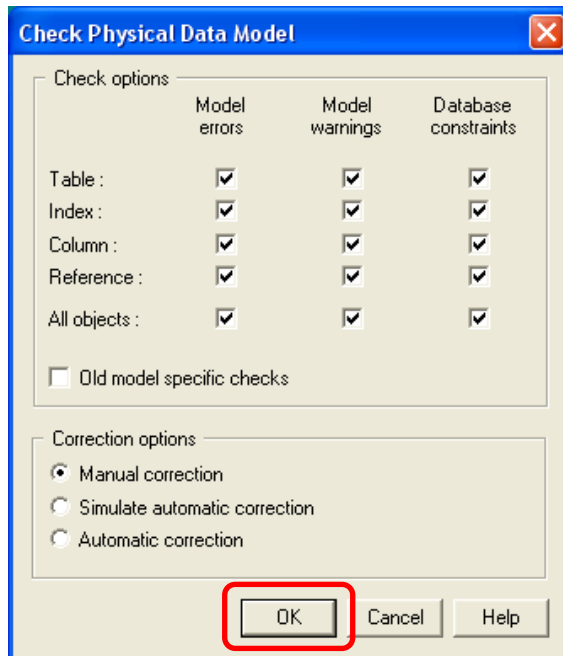 Check Physical Data Model
Check options
Model errors
Model warnings
Database constraints
Table :
Index :
Column :
Reference :
All objects :
Old model specific checks
Correction options
Manual correction
Simulate automatic correction
Automatic correction
OK Cancel Help